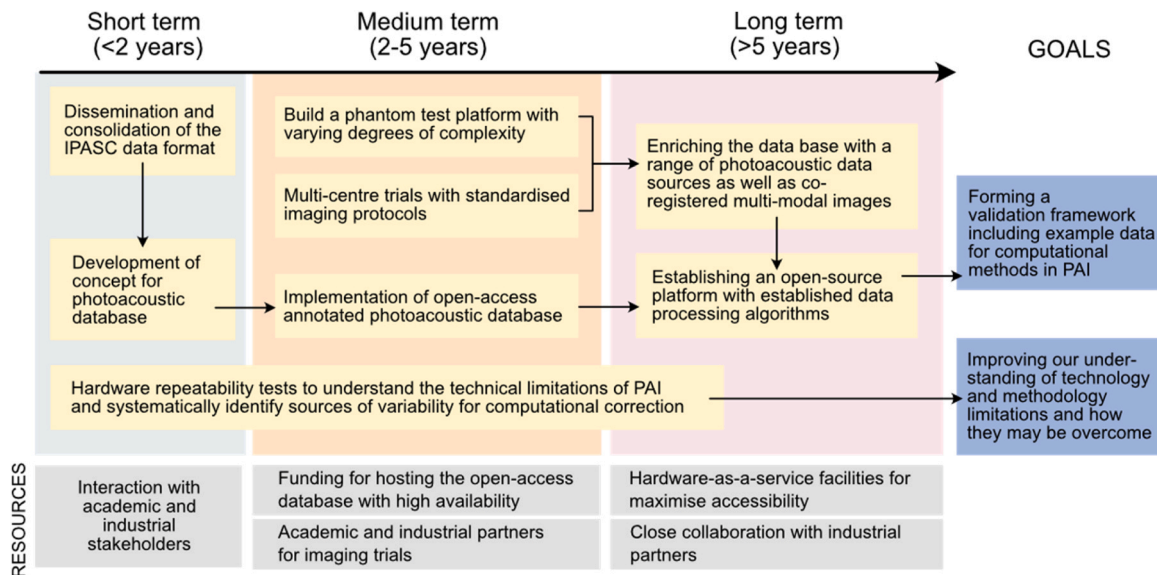 Short term
(<2 years)
Medium term
(2-5 years)
Long term
(>5 years)
GOALS
Dissemination and
consolidation of the
IPASC data format
Build a phantom test platform with
varying degrees of complexity
Multi-centre trials with standardised
imaging protocols
Enriching the data base with a
range of photoacoustic data
sources as well as co-
registered multi-modal images
Forming a
validation framework
including example data
for computational
methods in PAI
Development of
concept for
photoacoustic
database
Implementation of open-access
annotated photoacoustic database
Establishing an open-source
platform with established data
processing algorithms
Hardware repeatability tests to understand the technical limitations of PAI
and systematically identify sources of variability for computational correction
Improving our under-
standing of technology
and methodology
limitations and how
they may be overcome
RESOURCES
Interaction with
academic and
industrial
stakeholders
Funding for hosting the open-access
database with high availability
Academic and industrial partners
for imaging trials
Hardware-as-a-service facilities for
maximise accessibility
Close collaboration with industrial
partners